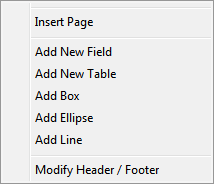 Insert Page
Add New Field
Add New Table
Add Box
Add Ellipse
Add Line
Modify Header / Footer